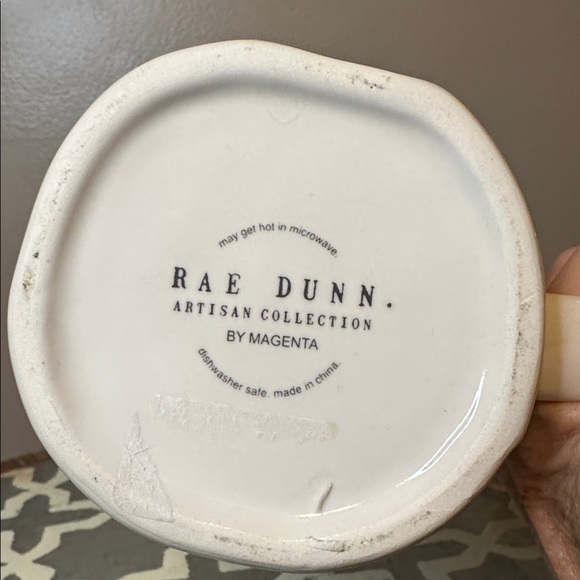 may get hot in microwave.
RAE DUNN.
ARTISAN COLLECTION
BY MAGENTA
dishwasher safe. made in china.